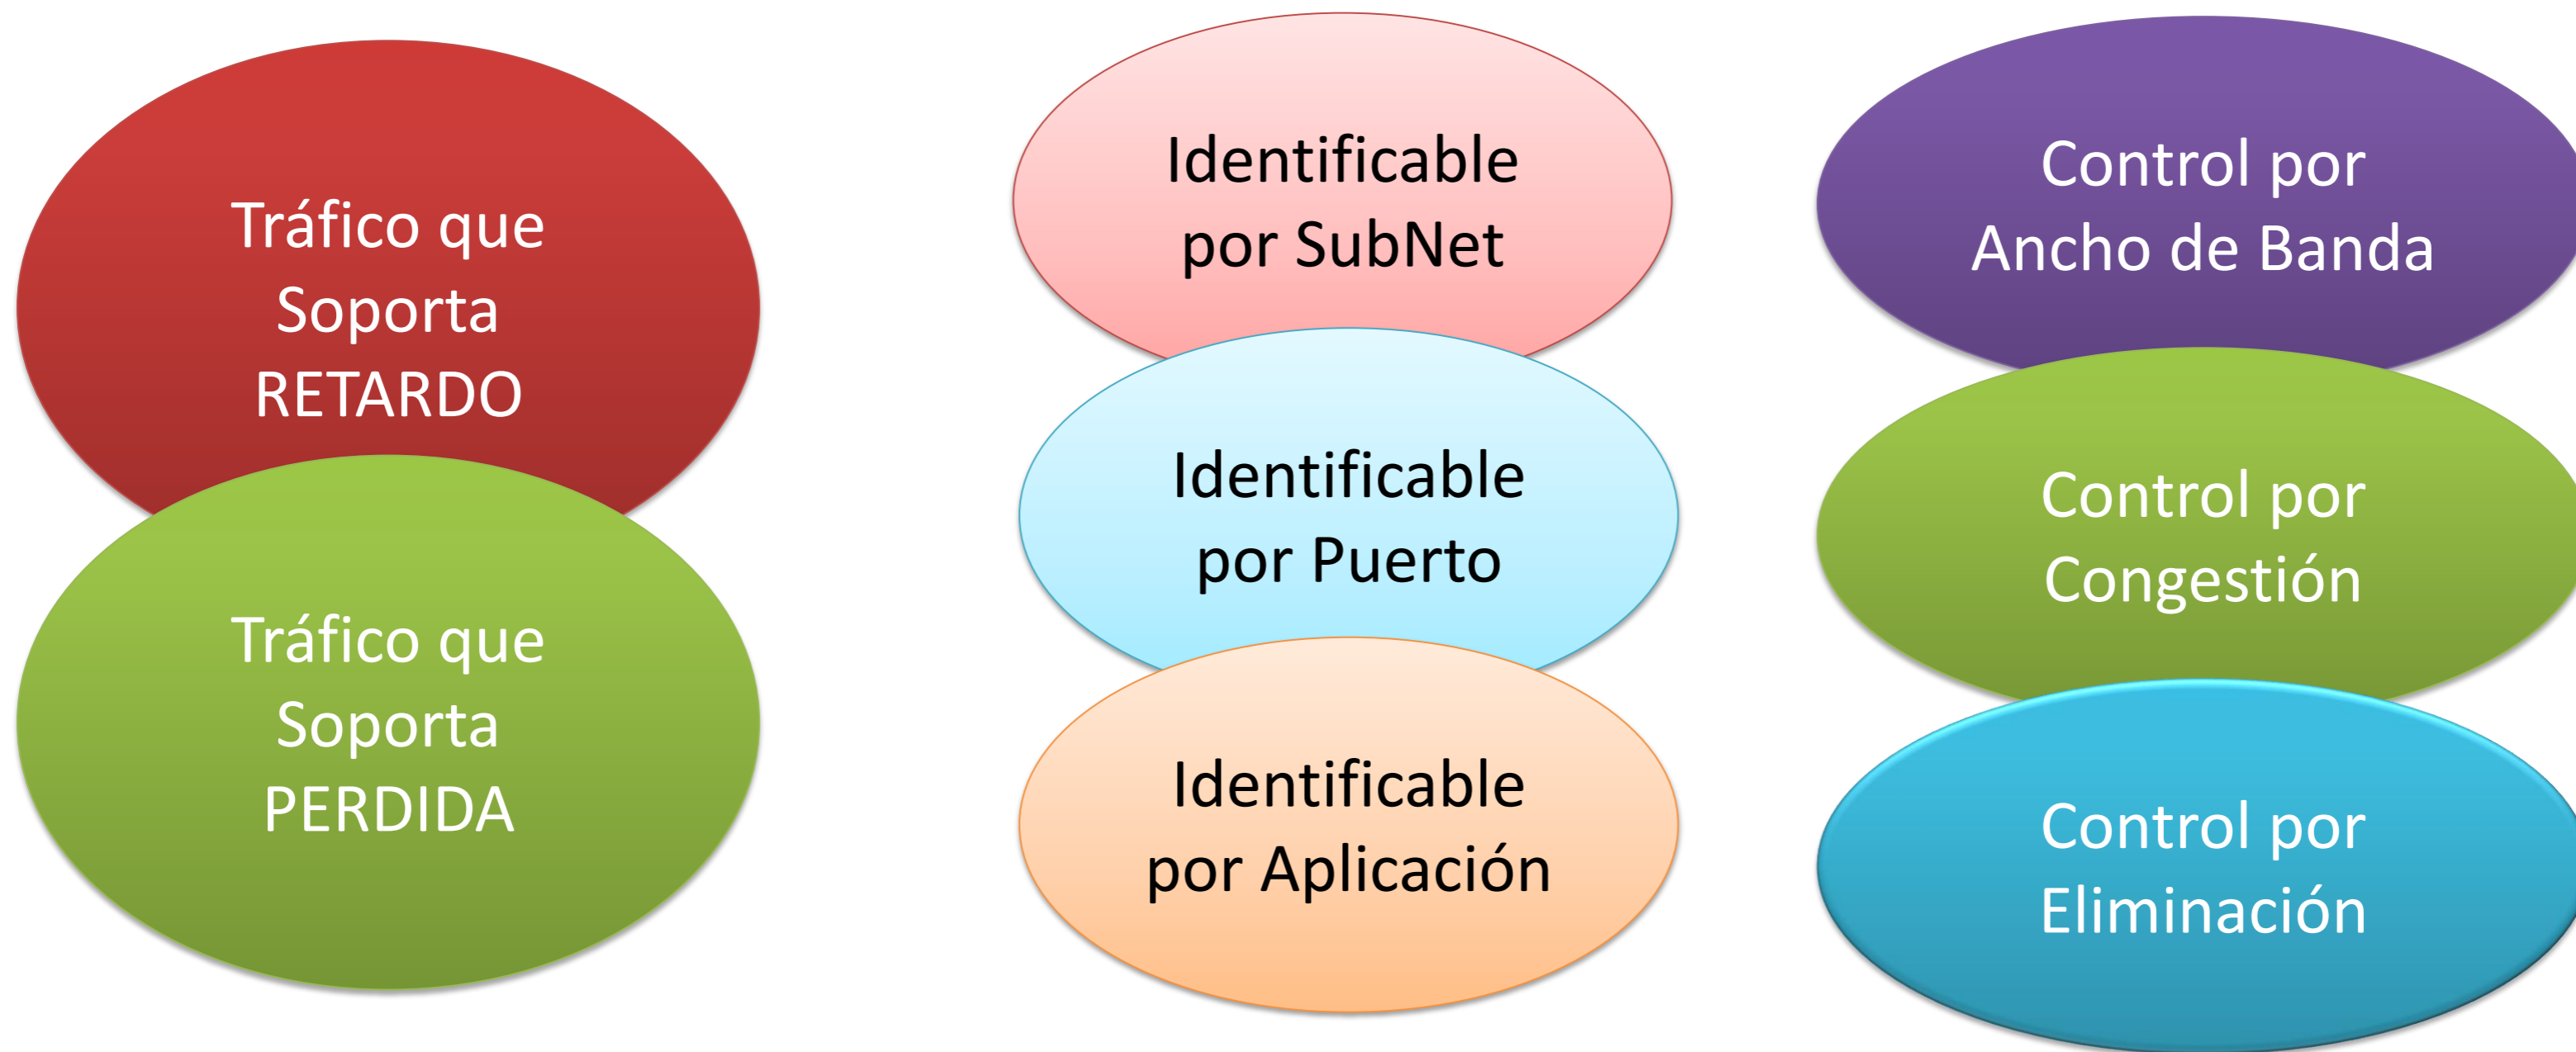 Tráfico que
Soporta
RETARDO
Tráfico que
Soporta
PERDIDA
Identificable
por SubNet
Identificable
por Puerto
Identificable
por Aplicación
Control por
Ancho de Banda
Control por
Congestión
Control por
Eliminación